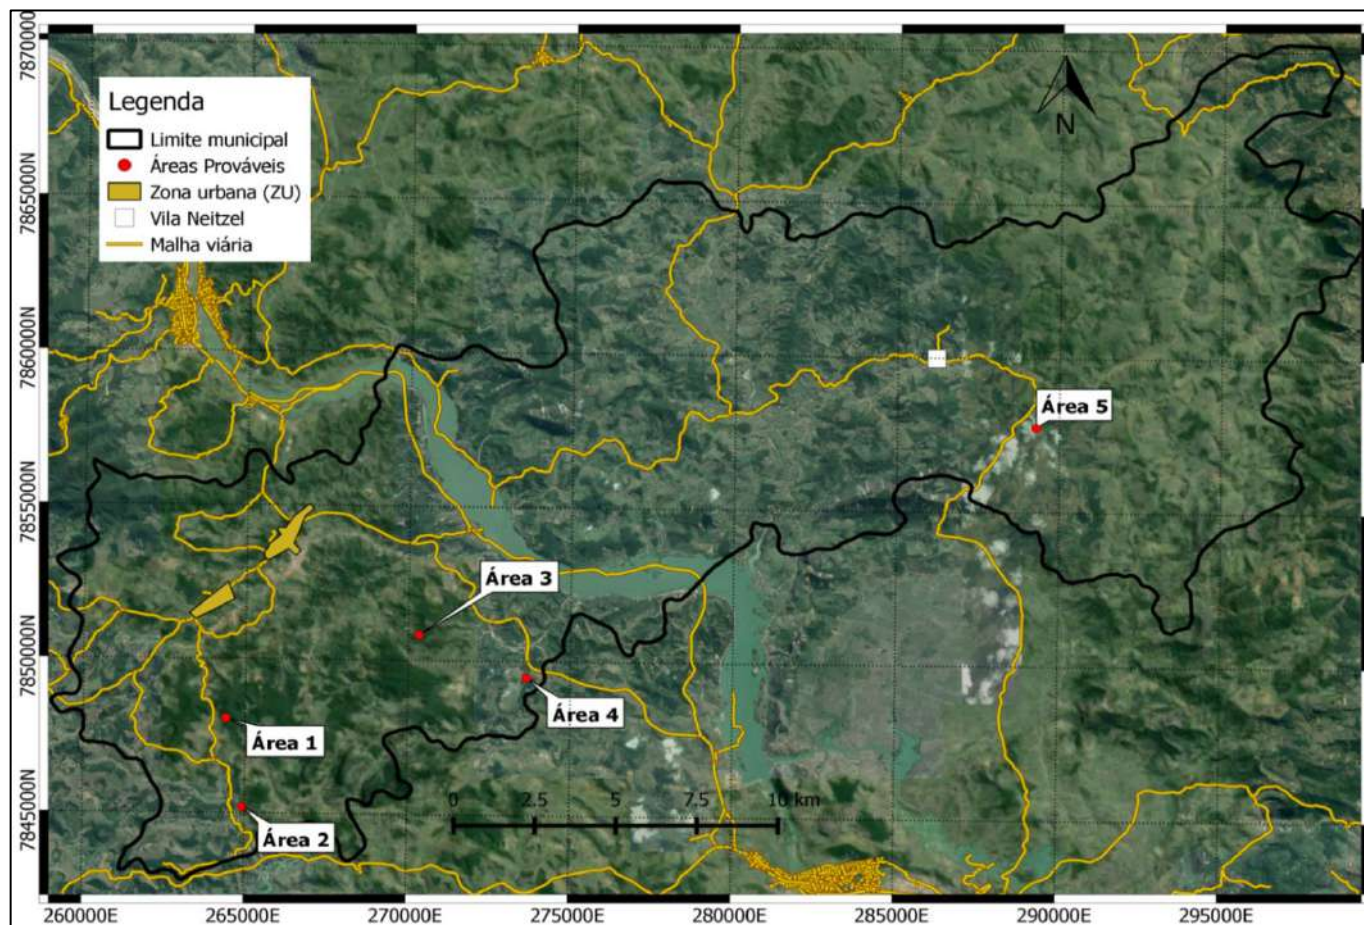 Legenda
Limite municipal
Áreas Prováveis
Zona urbana (ZU)
Vila Neitzel
Malha viária
N
Área 5
Área 3
Área 4
Área 1
Área 2
0 2.5 5 7.5 10 km
7870000N
7865000N
7860000N
7855000N
7850000N
7845000N
260000E 265000E 270000E 275000E 280000E 285000E 290000E 295000E